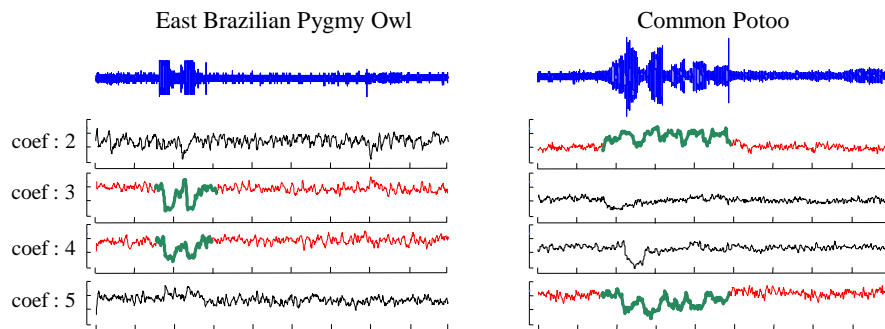 East Brazilian Pygmy Owl
Common Potoo
coef : 2
coef : 3
coef : 4
coef : 5